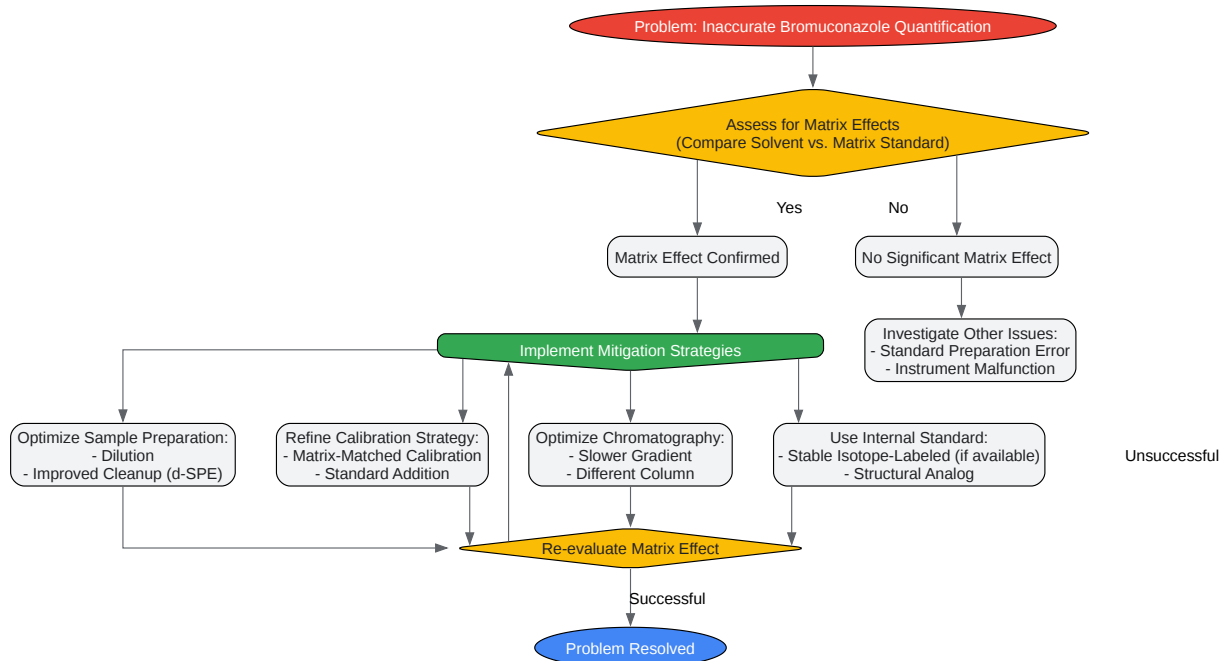 Problem: Inaccurate Bromuconazole Quantification
Assess for Matrix Effects
(Compare Solvent vs. Matrix Standard)
Yes
No
Matrix Effect Confirmed
No Significant Matrix Effect
Investigate Other Issues:
- Standard Preparation Error
- Instrument Malfunction
Implement Mitigation Strategies
Optimize Sample Preparation:
- Dilution
- Improved Cleanup (d-SPE)
Refine Calibration Strategy:
- Matrix-Matched Calibration
- Standard Addition
Optimize Chromatography:
- Slower Gradient
- Different Column
Use Internal Standard:
- Stable Isotope-Labeled (if available)
- Structural Analog
Unsuccessful
Re-evaluate Matrix Effect
Successful
Problem Resolved